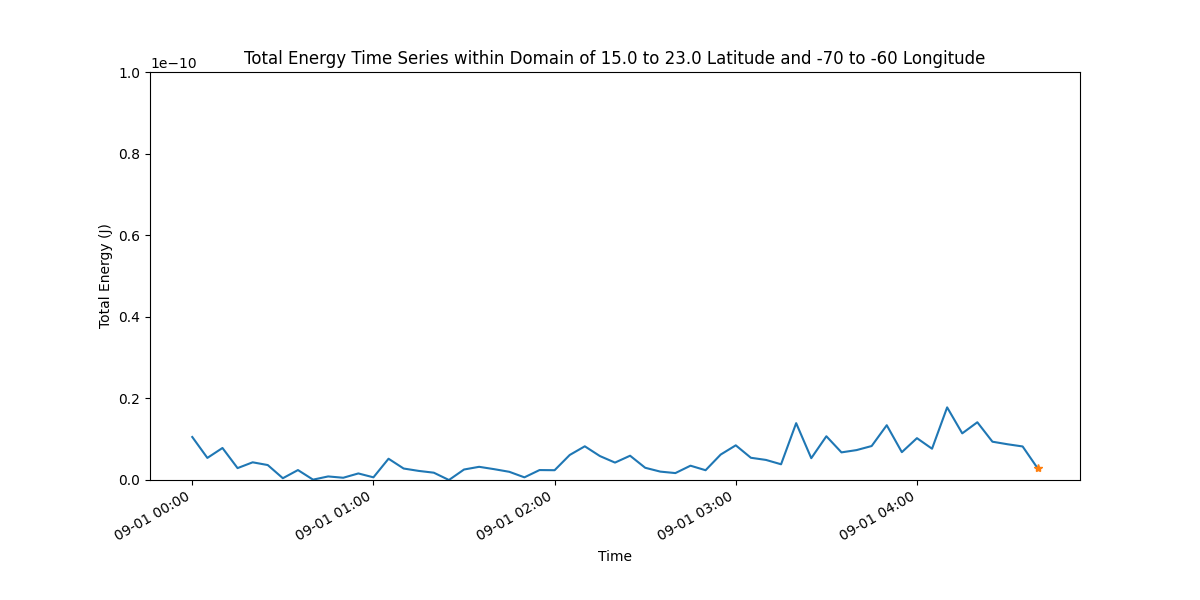 Total Energy Time Series within Domain of 15.0 to 23.0 Latitude and -70 to -60 Longitude
1e−10
1.0
0.8
0.6
0.4
0.2
0.0
Total Energy (J)
09-01 00:00
09-01 01:00
09-01 02:00
09-01 03:00
09-01 04:00
Time